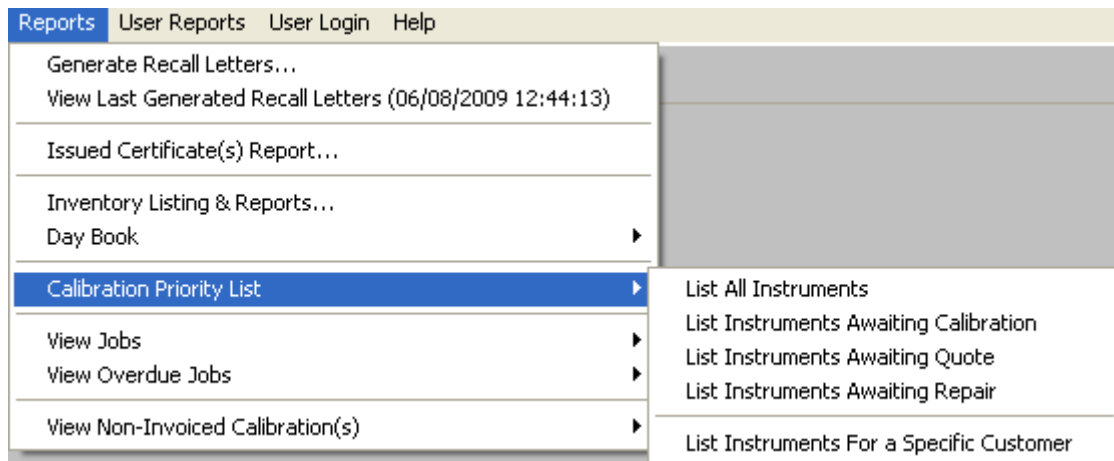 Reports User Reports User Login Help
Generate Recall Letters...
View Last Generated Recall Letters (06/08/2009 12:44:13)
Issued Certificate(s) Report...
Inventory Listing & Reports...
Day Book
Calibration Priority List
View Jobs
View Overdue Jobs
View Non-Invoiced Calibration(s)
List All Instruments
List Instruments Awaiting Calibration
List Instruments Awaiting Quote
List Instruments Awaiting Repair
List Instruments For a Specific Customer